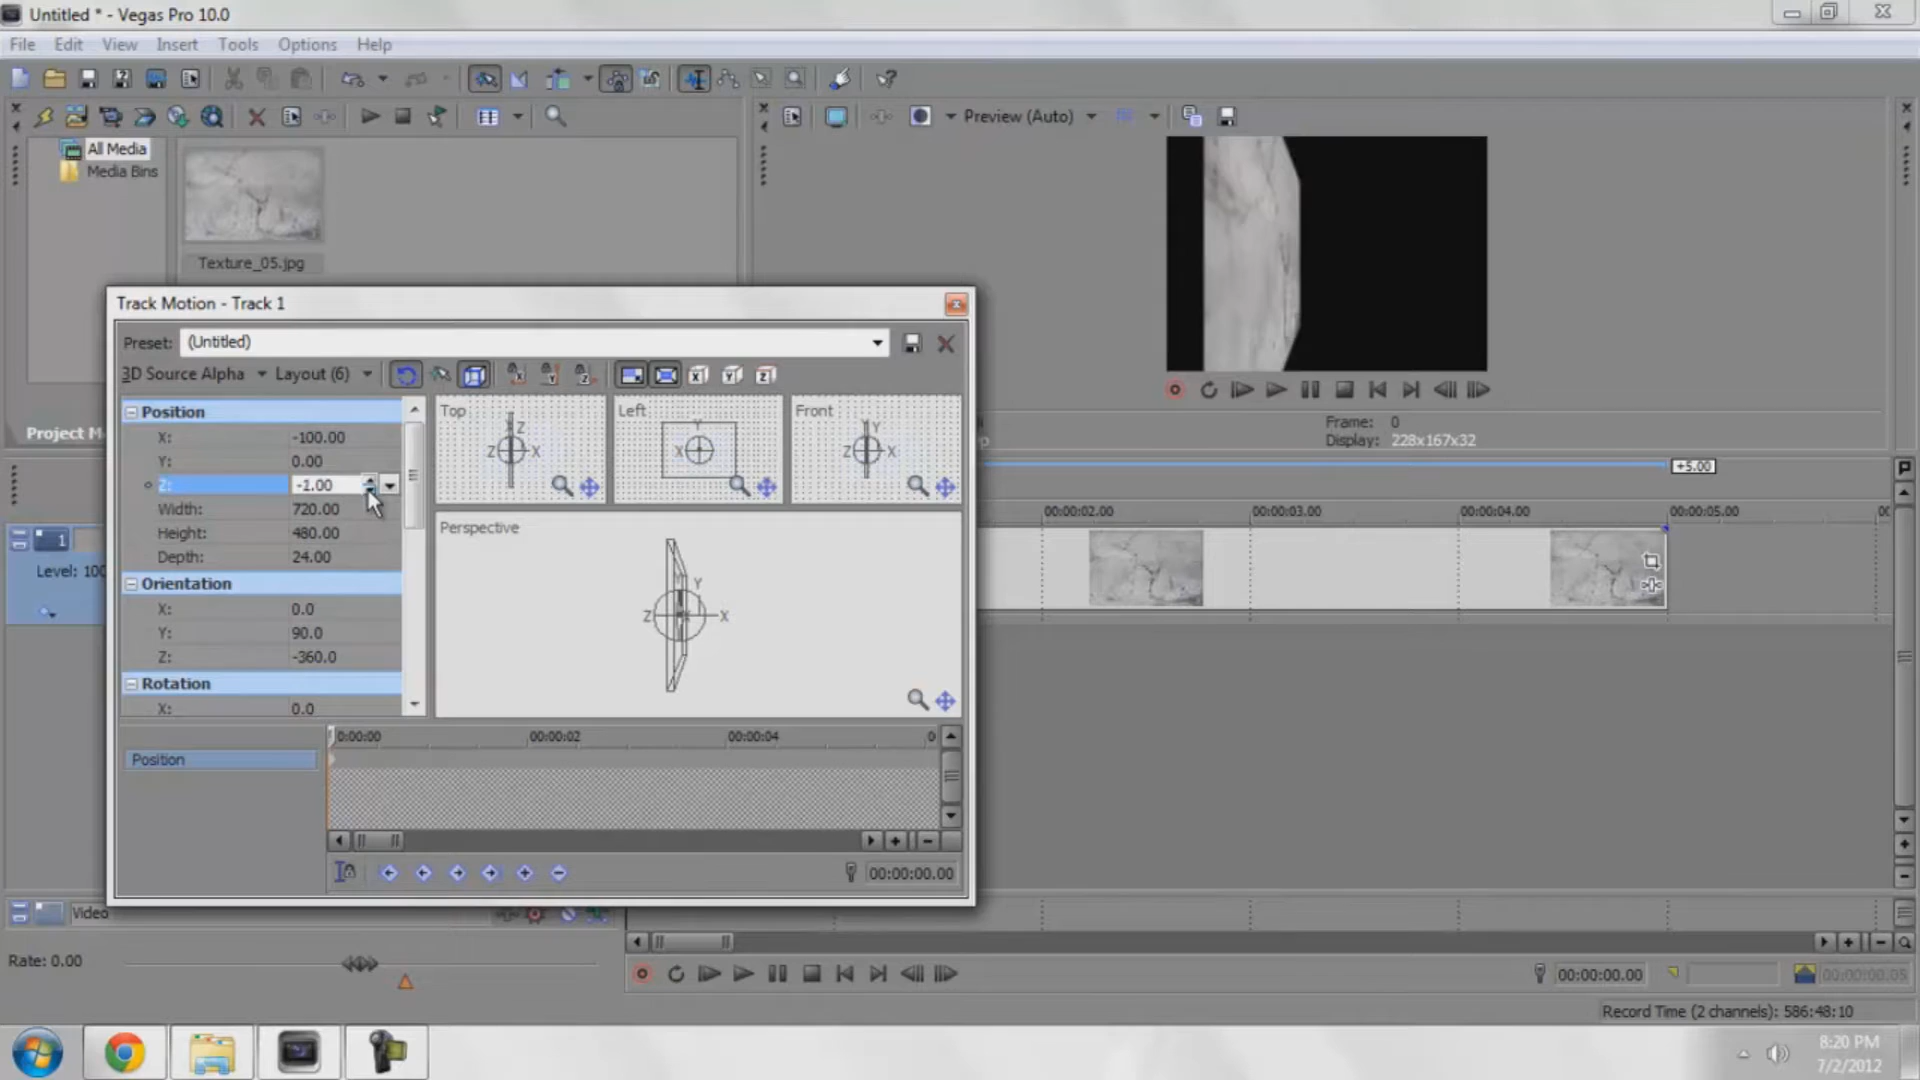 Untitled * - Vegas Pro 10.0
File Edit View Insert Tools Options Help
Preview (Auto)
All Media
Media Bins
Texture_05.jpg
Project M
Frame: 0
Display: 228x167x32
Track Motion - Track 1
Preset: (Untitled)
3D Source Alpha Layout (6)
Position
X: -100.00
Y: 0.00
Z: -1.00
Width: 720.00
Height: 480.00
Depth: 24.00
Orientation
X: 0.0
Y: 90.0
Z: -360.0
Rotation
X: 0.0
Top
Z
Y
Z X
Left
Y
X
Front
Y
Z X
Perspective
Y Y
Z X
0:00:00 00:00:02 00:00:04 0
Position
00:00:00.00
+5.00
00:00:02.00 00:00:03.00 00:00:04.00 00:00:05.00 00
1
Level: 100
Video
Rate: 0.00
00:00:00.00
00:00:00.05
Record Time (2 channels): 586:48:10
8:20 PM
7/2/2012